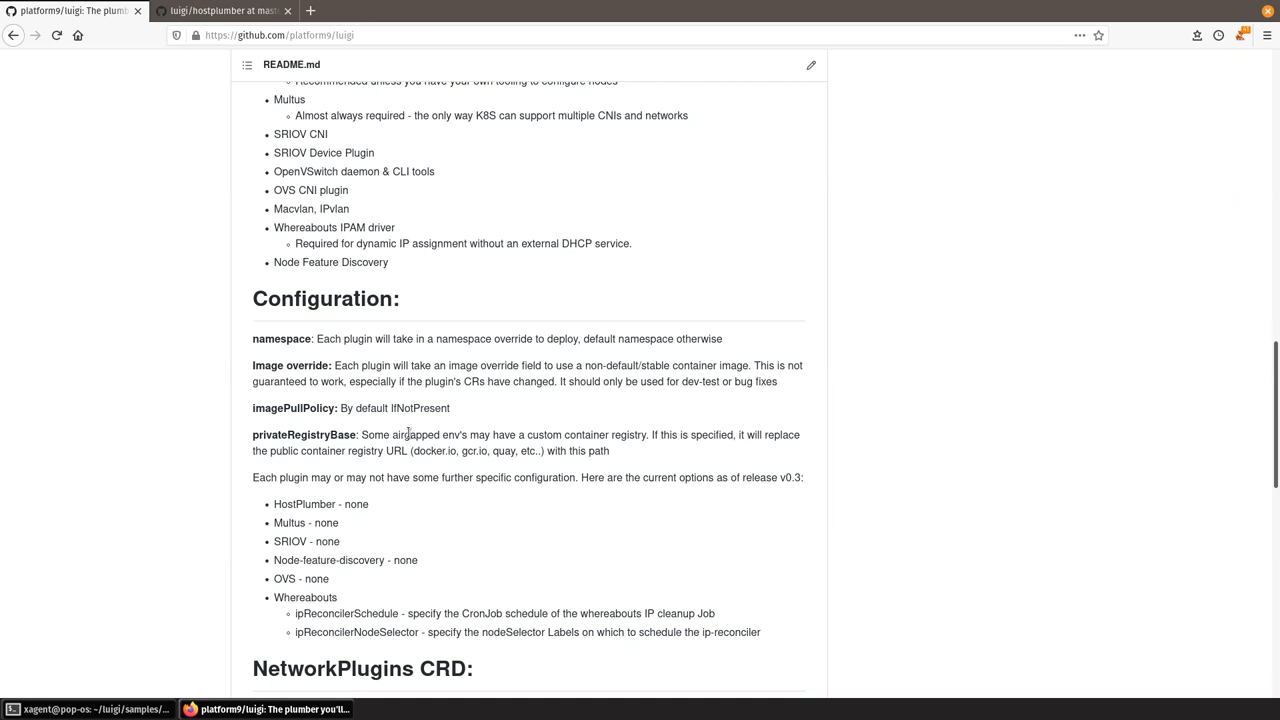 platform9/luigi: The plumb
luigi/hostplumber at mast
https://github.com/platform9/luigi
README.md
Multus
Almost always required - the only way K8S can support multiple CNIs and networks
SRIOV CNI
SRIOV Device Plugin
OpenVSwitch daemon & CLI tools
OVS CNI plugin
Macvlan, IPvlan
Whereabouts IPAM driver
Required for dynamic IP assignment without an external DHCP service.
Node Feature Discovery
Configuration:
namespace: Each plugin will take in a namespace override to deploy, default namespace otherwise
Image override: Each plugin will take an image override field to use a non-default/stable container image. This is not
guaranteed to work, especially if the plugin's CRs have changed. It should only be used for dev-test or bug fixes
imagePullPolicy: By default IfNotPresent
privateRegistryBase: Some airgapped env's may have a custom container registry. If this is specified, it will replace
the public container registry URL (docker.io, gcr.io, quay, etc..) with this path
Each plugin may or may not have some further specific configuration. Here are the current options as of release v0.3:
HostPlumber - none
Multus - none
SRIOV - none
Node-feature-discovery - none
OVS - none
Whereabouts
ipReconcilerSchedule - specify the CronJob schedule of the whereabouts IP cleanup Job
ipReconcilerNodeSelector - specify the nodeSelector Labels on which to schedule the ip-reconciler
NetworkPlugins CRD:
xagent@pop-os: ~/luigi/samples/...
platform9/luigi: The plumber you'll...